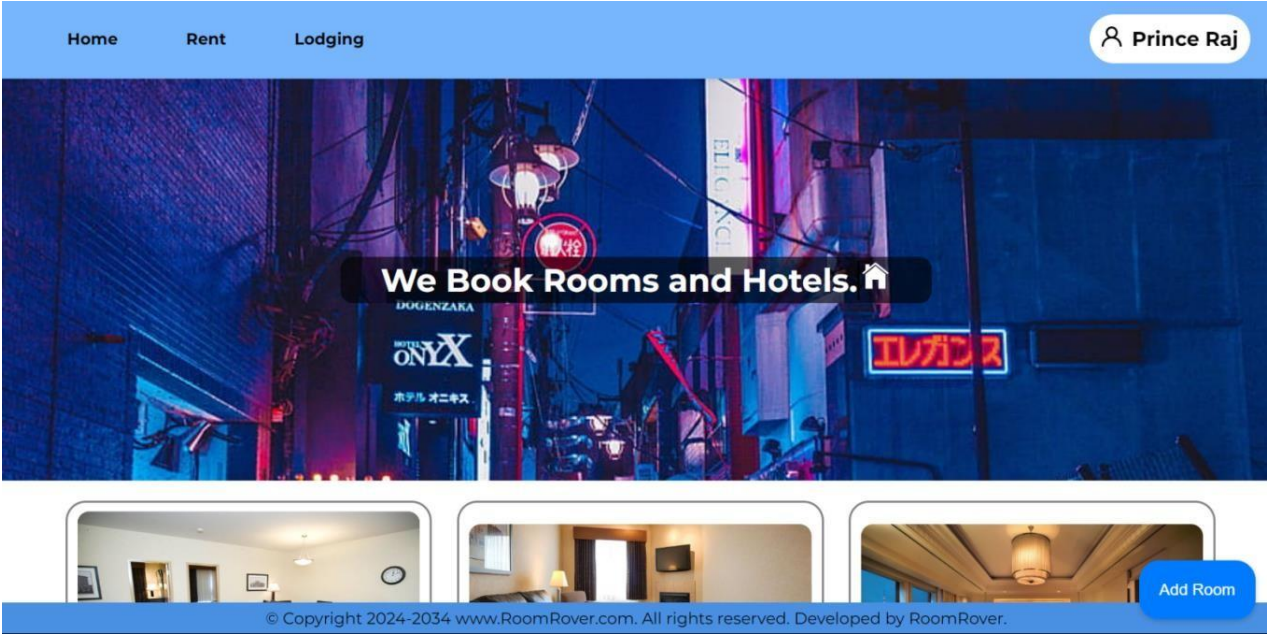 Home Rent Lodging Prince Raj
ELEGANCE
We Book Rooms and Hotels.
DOGENZAKA
HOTEL
ONYX
ホテル オニキス
エレガンス
Add Room
© Copyright 2024-2034 www.RoomRover.com. All rights reserved. Developed by RoomRover.